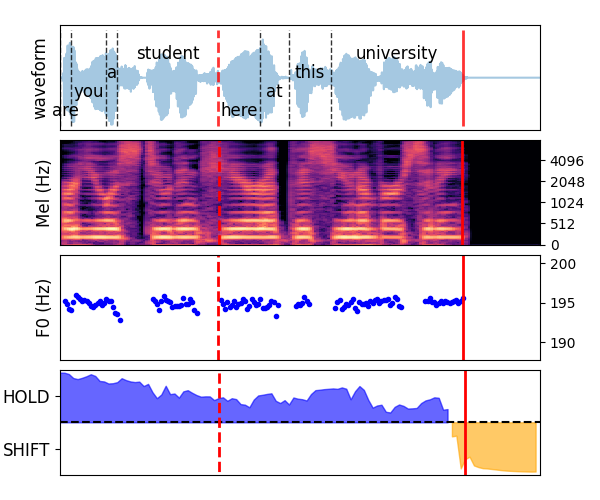 waveform
are
you
a
student
here
at
this
university
Mel (Hz)
4096
2048
1024
512
0
F0 (Hz)
200
195
190
HOLD
SHIFT